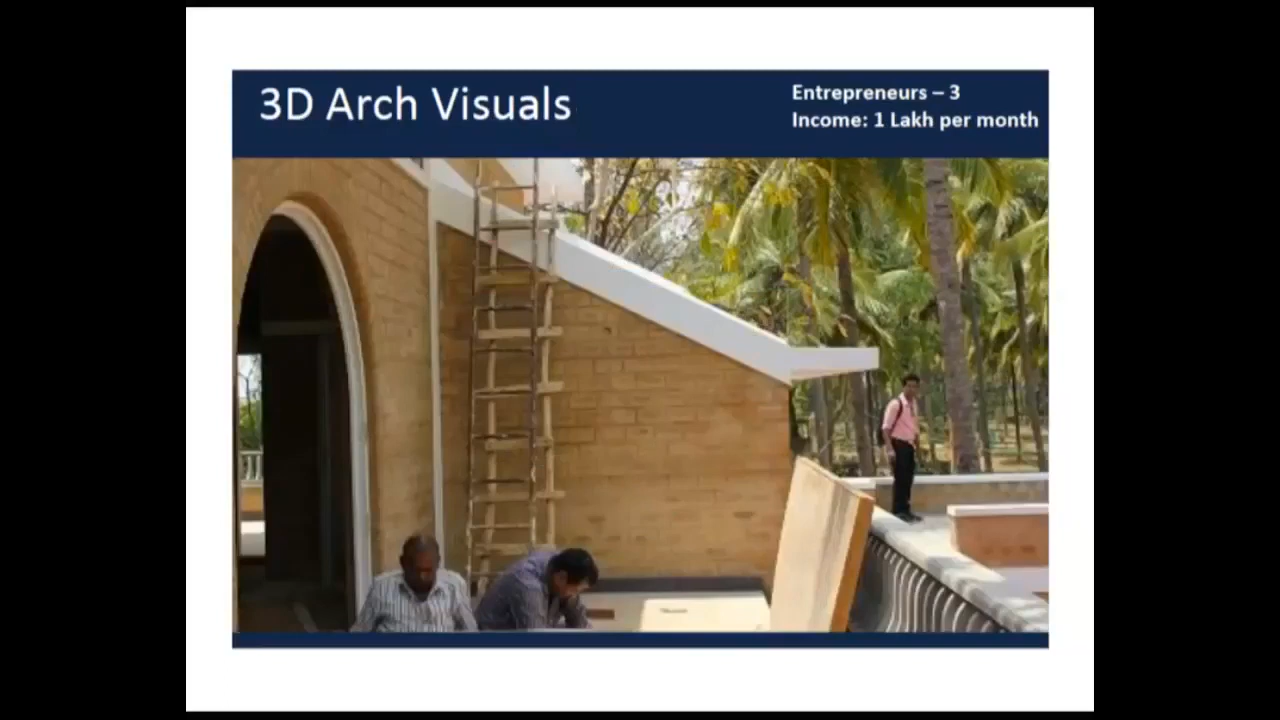 3D Arch Visuals
Entrepreneurs – 3
Income: 1 Lakh per month